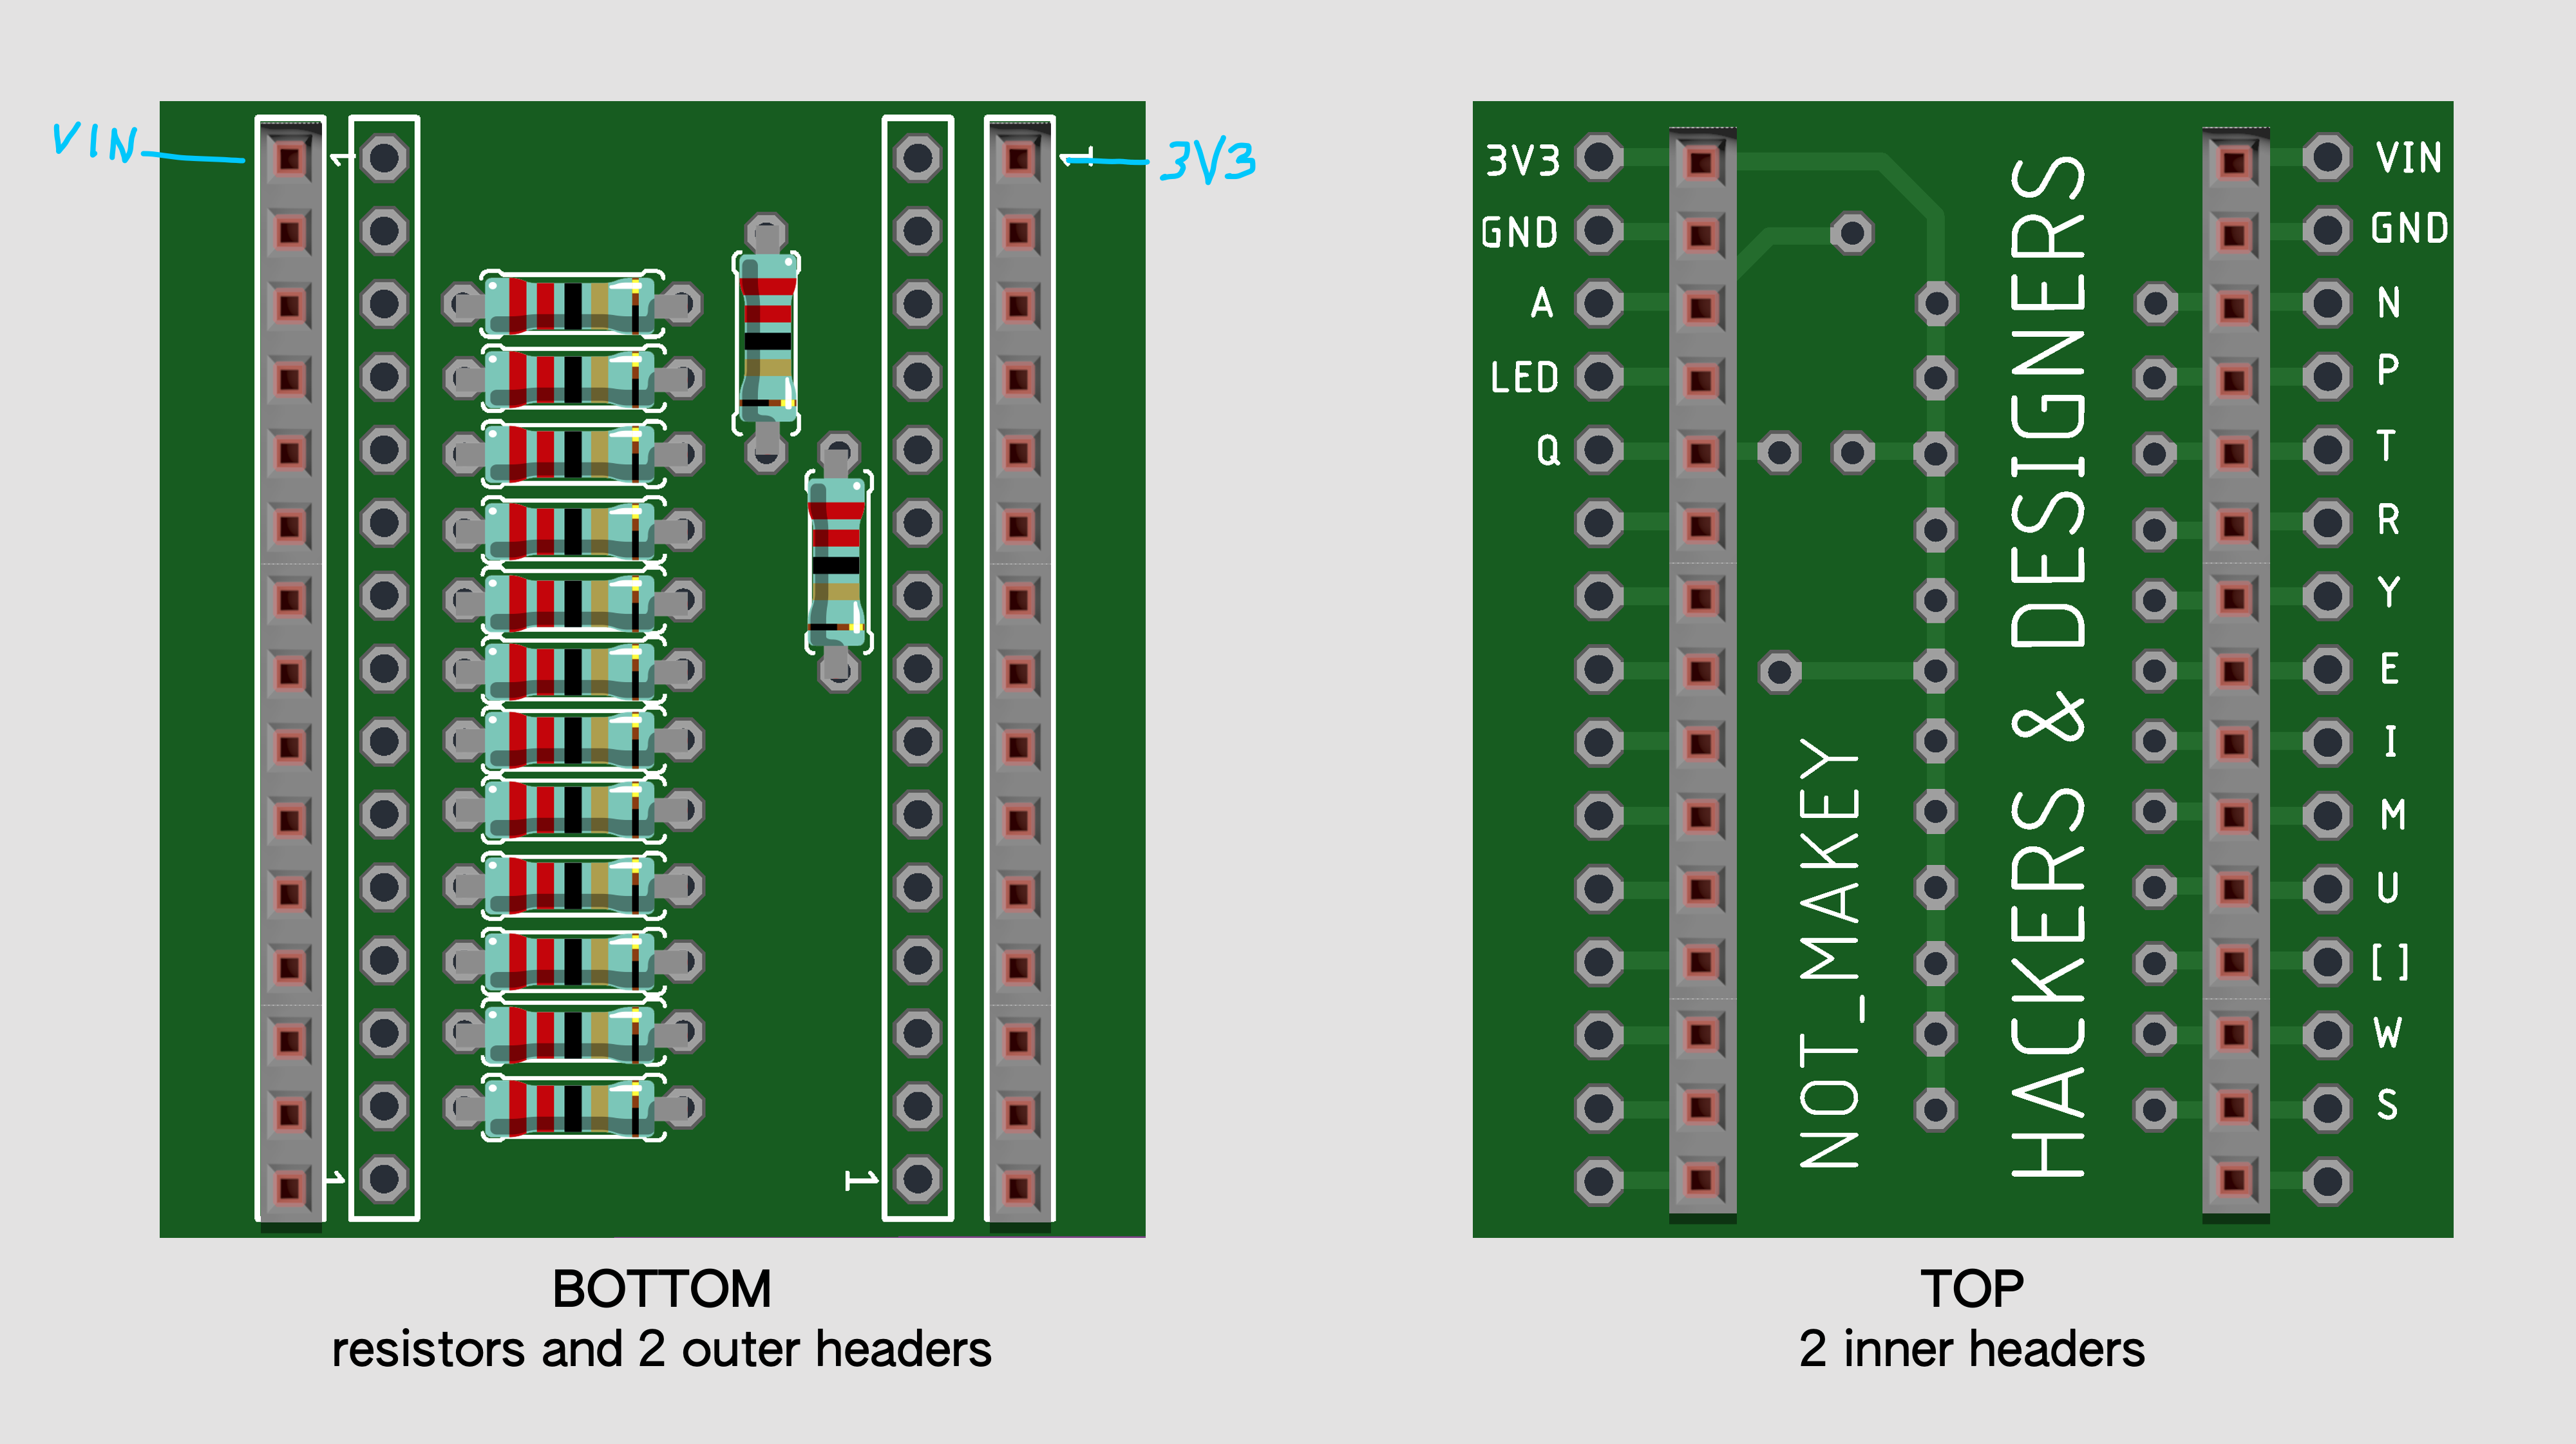 VIN
1
1
3V3
1
1
BOTTOM
resistors and 2 outer headers
3V3
GND
A
LED
Q
NOT_MAKEY
HACKERS & DESIGNERS
VIN
GND
N
P
T
R
Y
E
I
M
U
[]
W
S
TOP
2 inner headers